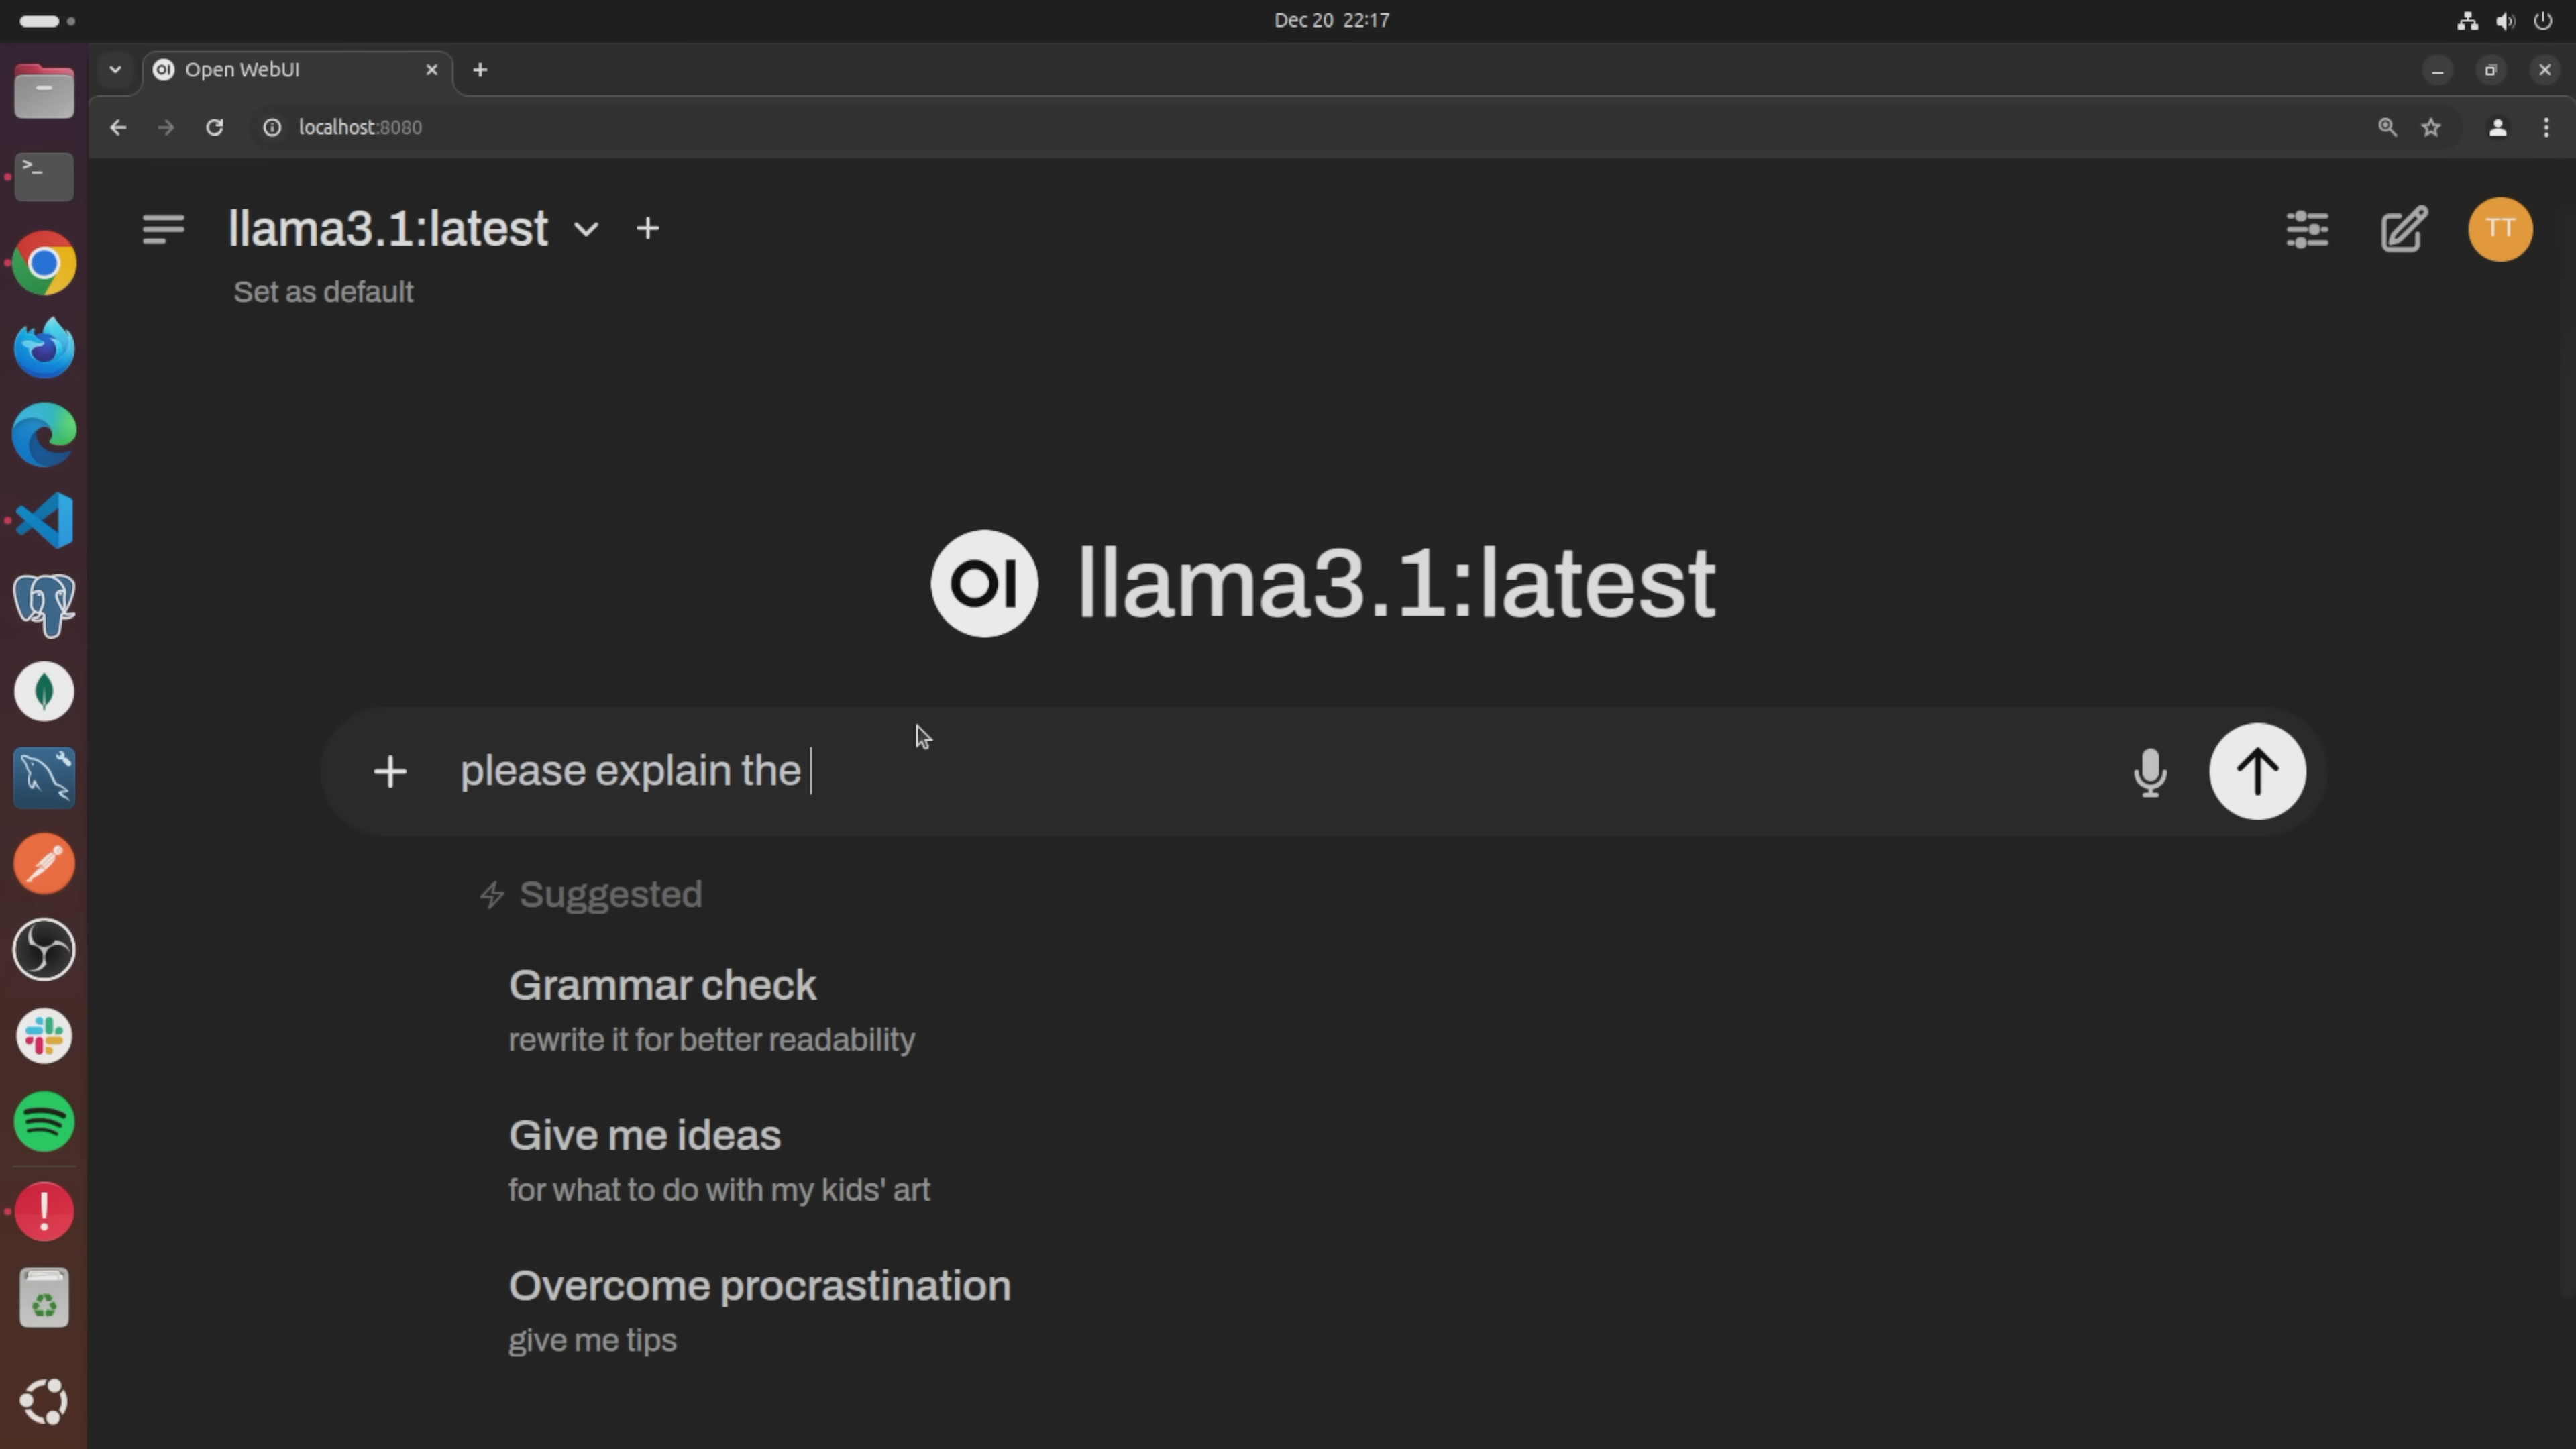 Dec 20 22:17
Open WebUI
localhost:8080
llama3.1:latest
TT
Set as default
OI llama3.1:latest
please explain the
Suggested
Grammar check
rewrite it for better readability
Give me ideas
for what to do with my kids' art
Overcome procrastination
give me tips